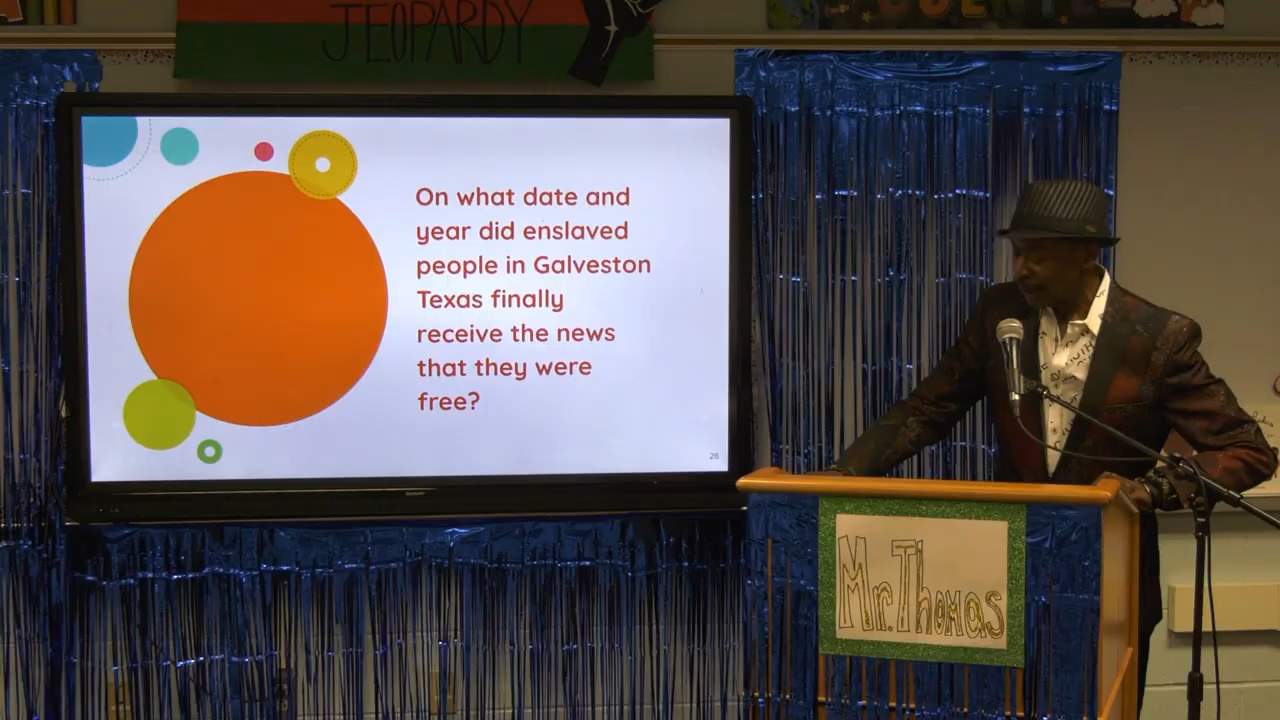 JEOPARDY
On what date and
year did enslaved
people in Galveston
Texas finally
receive the news
that they were
free?
26
Mr. Thomas